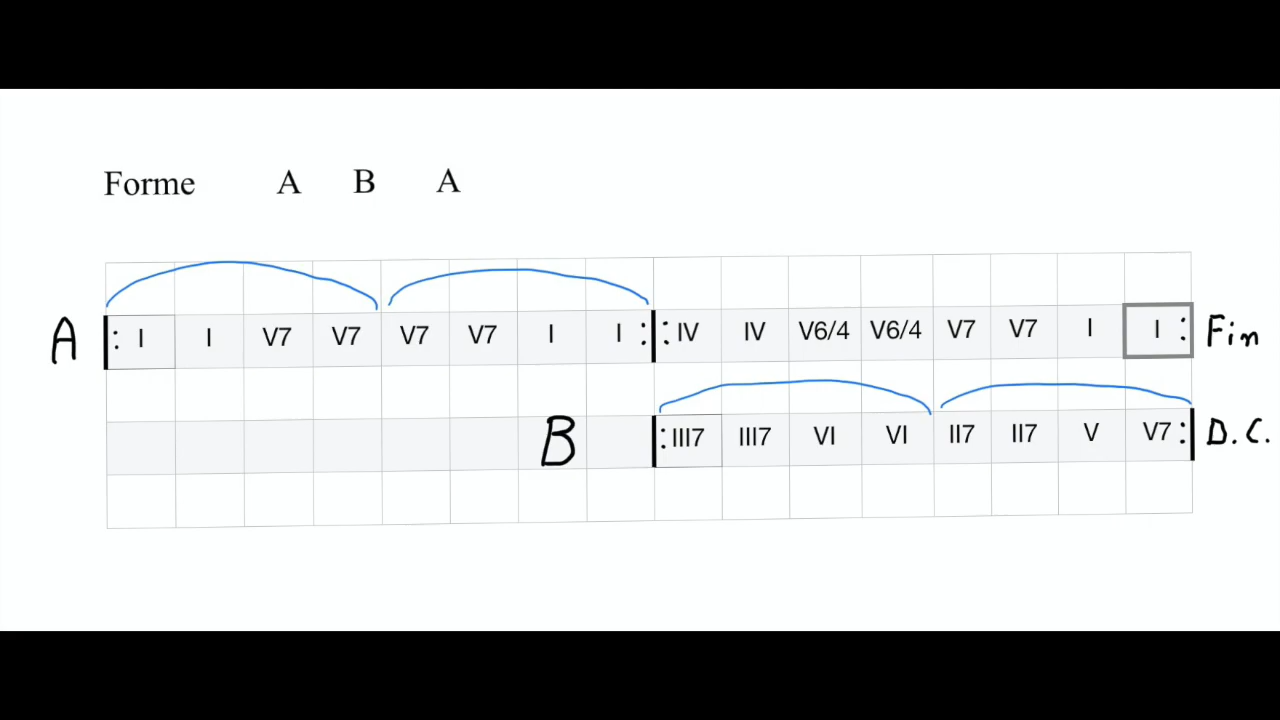 Forme A B A
A : I I V7 V7 V7 V7 I I : : IV IV V6/4 V6/4 V7 V7 I I : Fin
B : III7 III7 VI VI II7 II7 V V7 : D.C.